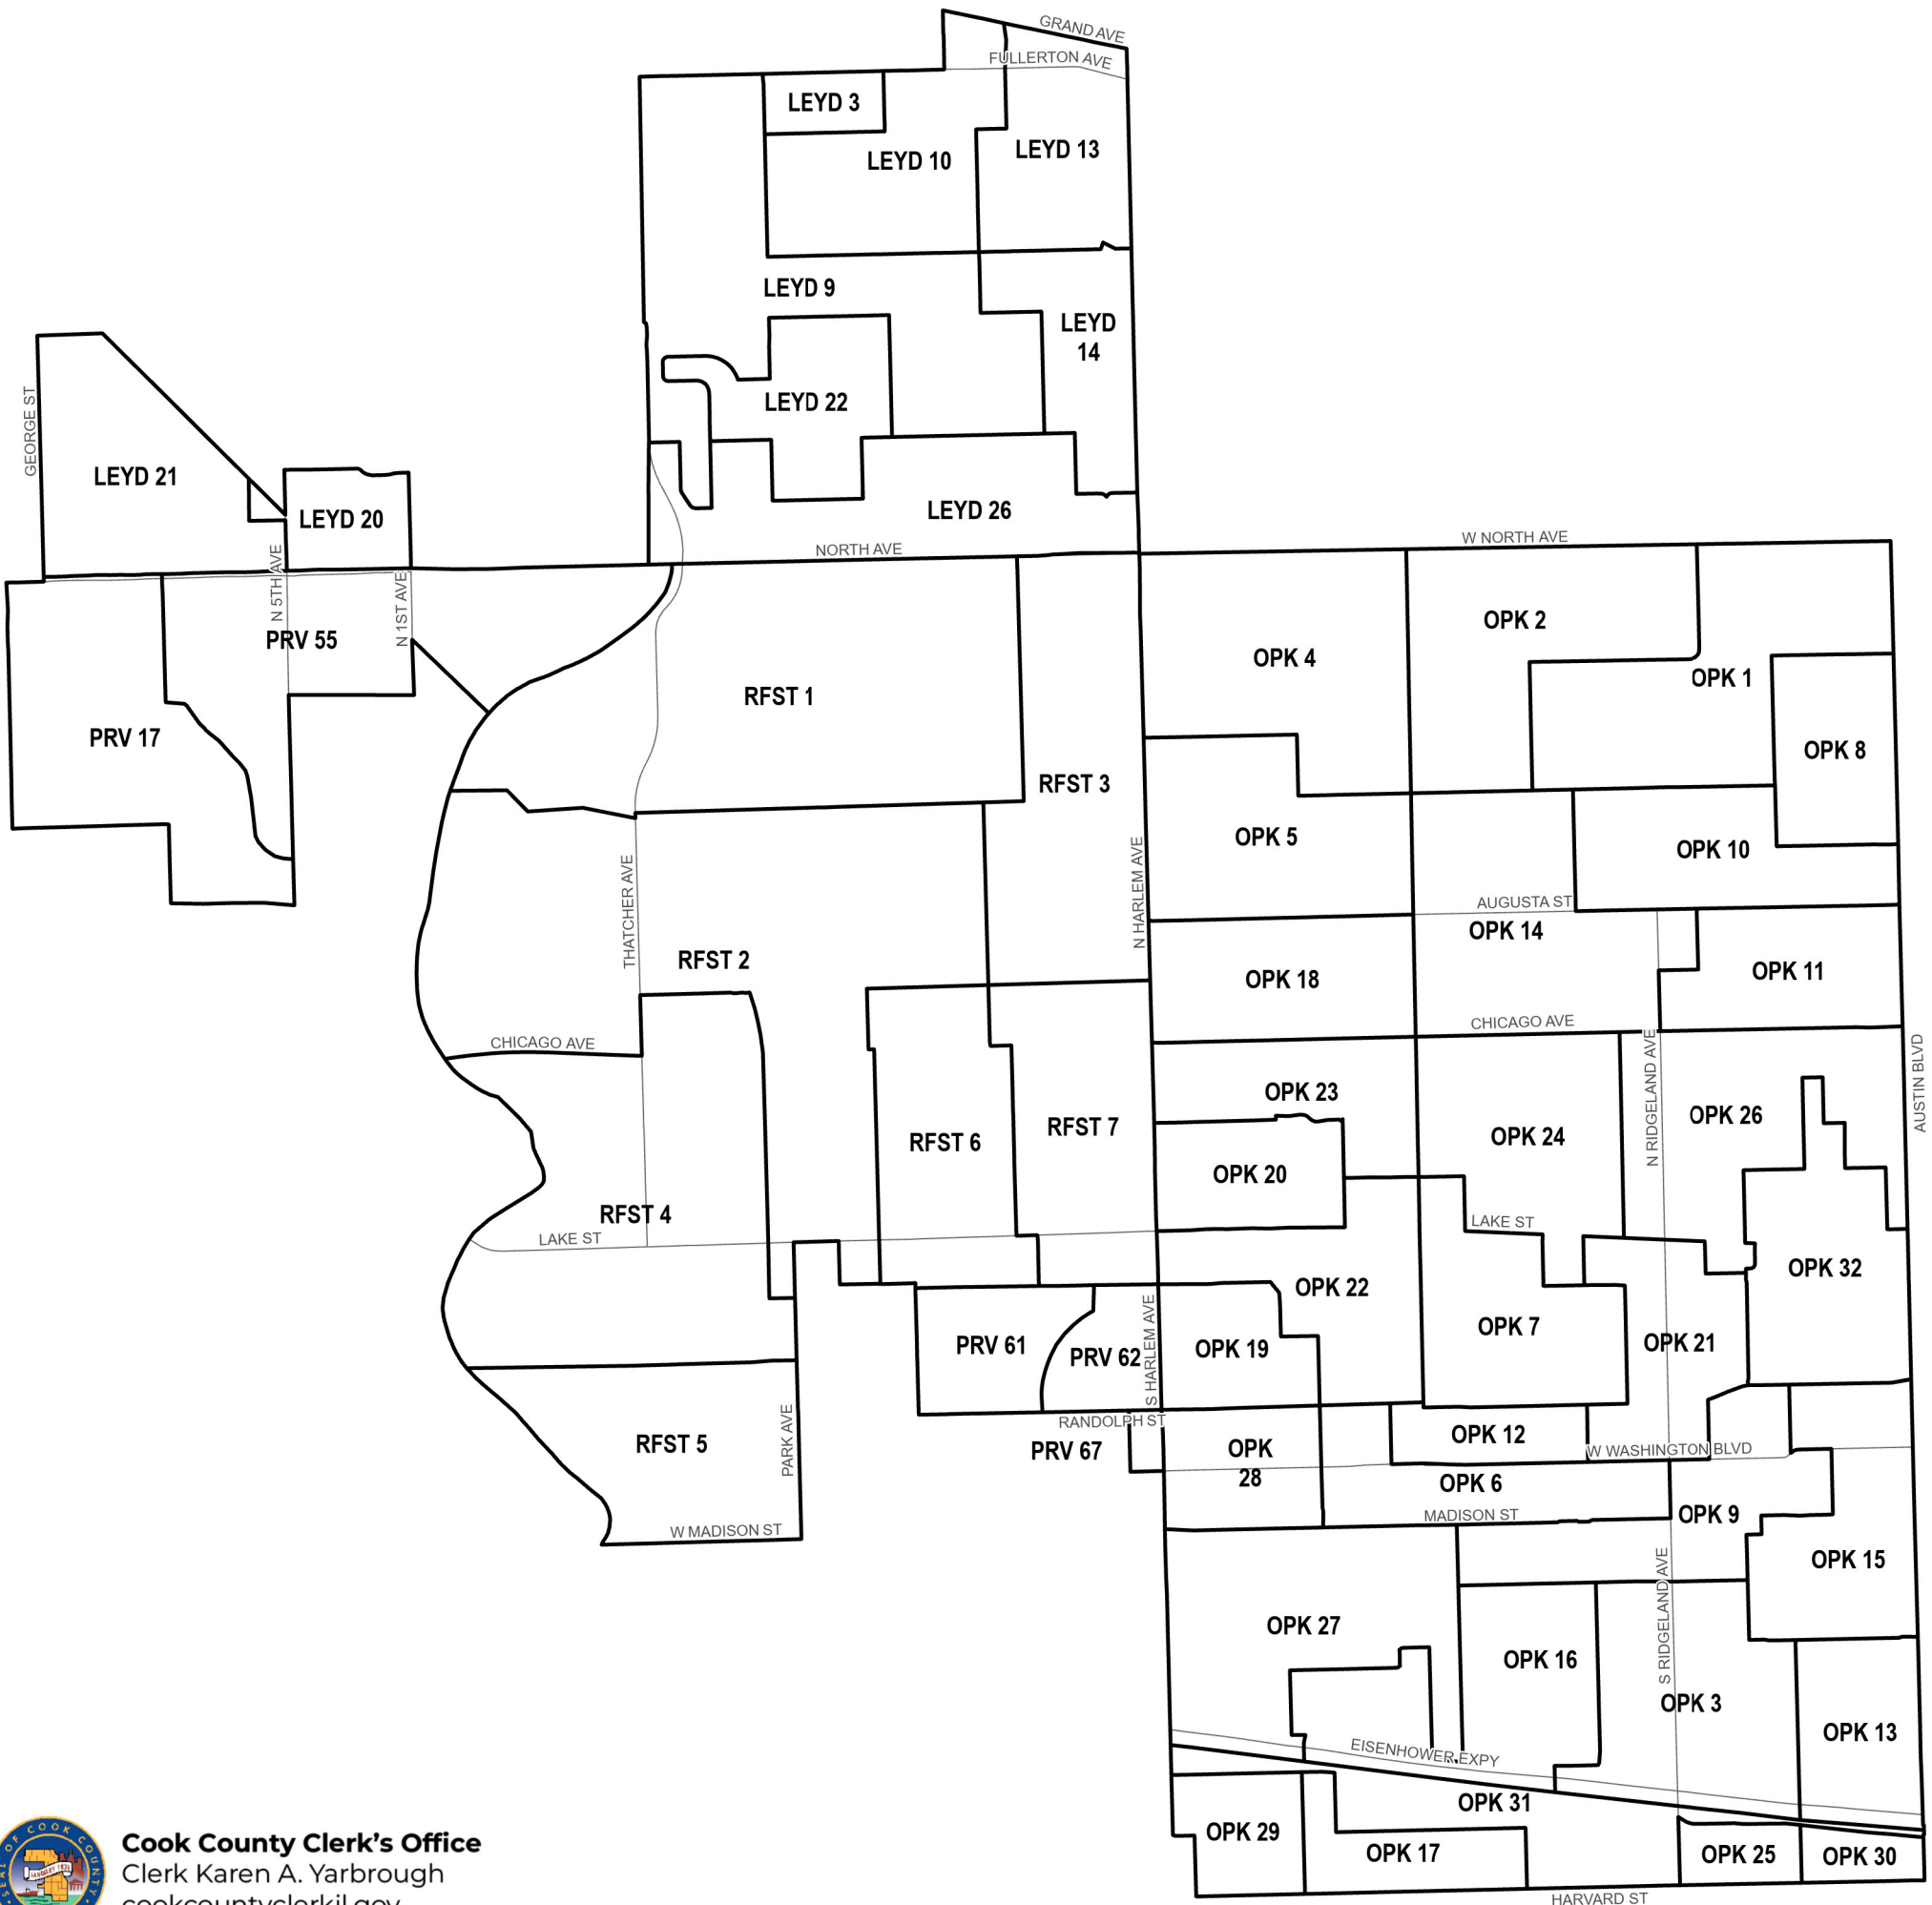 GRAND AVE
FULLERTON AVE
LEYD 3
LEYD 13
LEYD 10
LEYD 9
LEYD
14
GEORGE ST
LEYD 22
LEYD 21
LEYD 20
LEYD 26
W NORTH AVE
NORTH AVE
N 5TH AVE
N 1ST AVE
OPK 2
PRV 55
OPK 4
OPK 1
RFST 1
PRV 17
OPK 8
RFST 3
OPK 5
OPK 10
N HARLEM AVE
THATCHER AVE
AUGUSTA ST
OPK 14
RFST 2
OPK 11
OPK 18
CHICAGO AVE
CHICAGO AVE
AUSTIN BLVD
N RIDGELAND AVE
OPK 23
OPK 26
RFST 7
OPK 24
RFST 6
OPK 20
RFST 4
LAKE ST
LAKE ST
OPK 32
OPK 22
OPK 7
S HARLEM AVE
PRV 61
OPK 21
OPK 19
PRV 62
RANDOLPH ST
OPK 12
RFST 5
PARK AVE
PRV 67
OPK
28
W WASHINGTON BLVD
OPK 6
MADISON ST
OPK 9
W MADISON ST
OPK 15
S RIDGELAND AVE
OPK 27
OPK 16
OPK 3
OPK 13
EISENHOWER EXPY
OPK 31
OPK 29
OPK 17
OPK 25
OPK 30
HARVARD ST
SEAL OF COOK COUNTY
Cook County Clerk's Office
Clerk Karen A. Yarbrough
cookcountyclerkil.gov